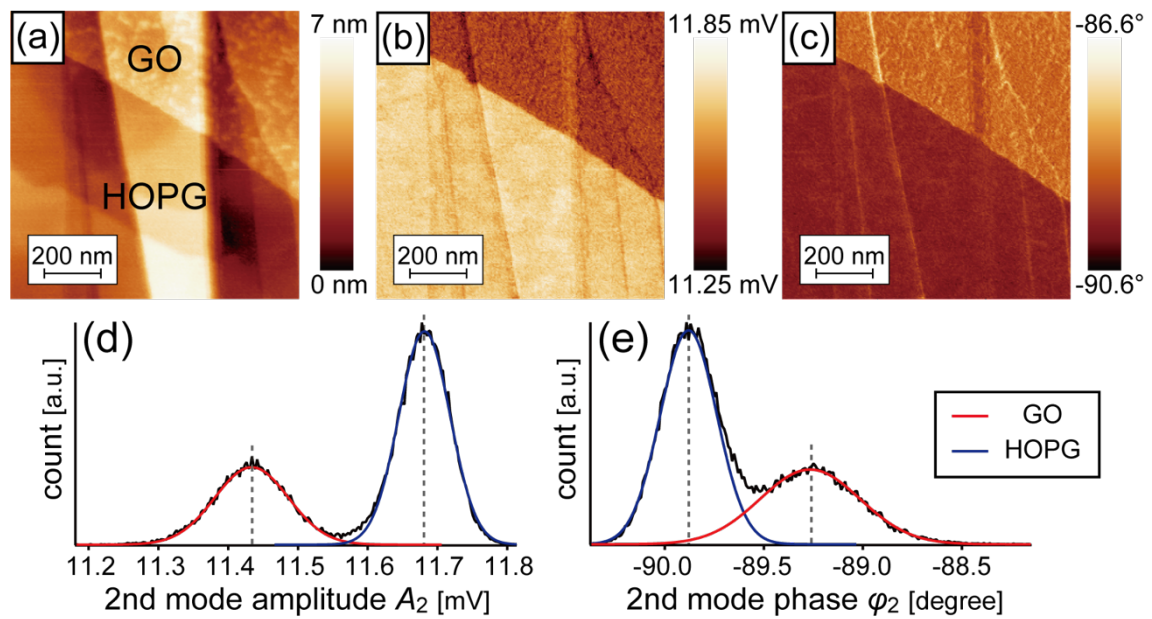 (a)
GO
HOPG
200 nm
7 nm
0 nm
(b)
200 nm
11.85 mV
11.25 mV
(c)
200 nm
-86.6°
-90.6°
(d)
count [a.u.]
11.2 11.3 11.4 11.5 11.6 11.7 11.8
2nd mode amplitude A₂ [mV]
(e)
count [a.u.]
-90.0 -89.5 -89.0 -88.5
2nd mode phase φ₂ [degree]
GO
HOPG